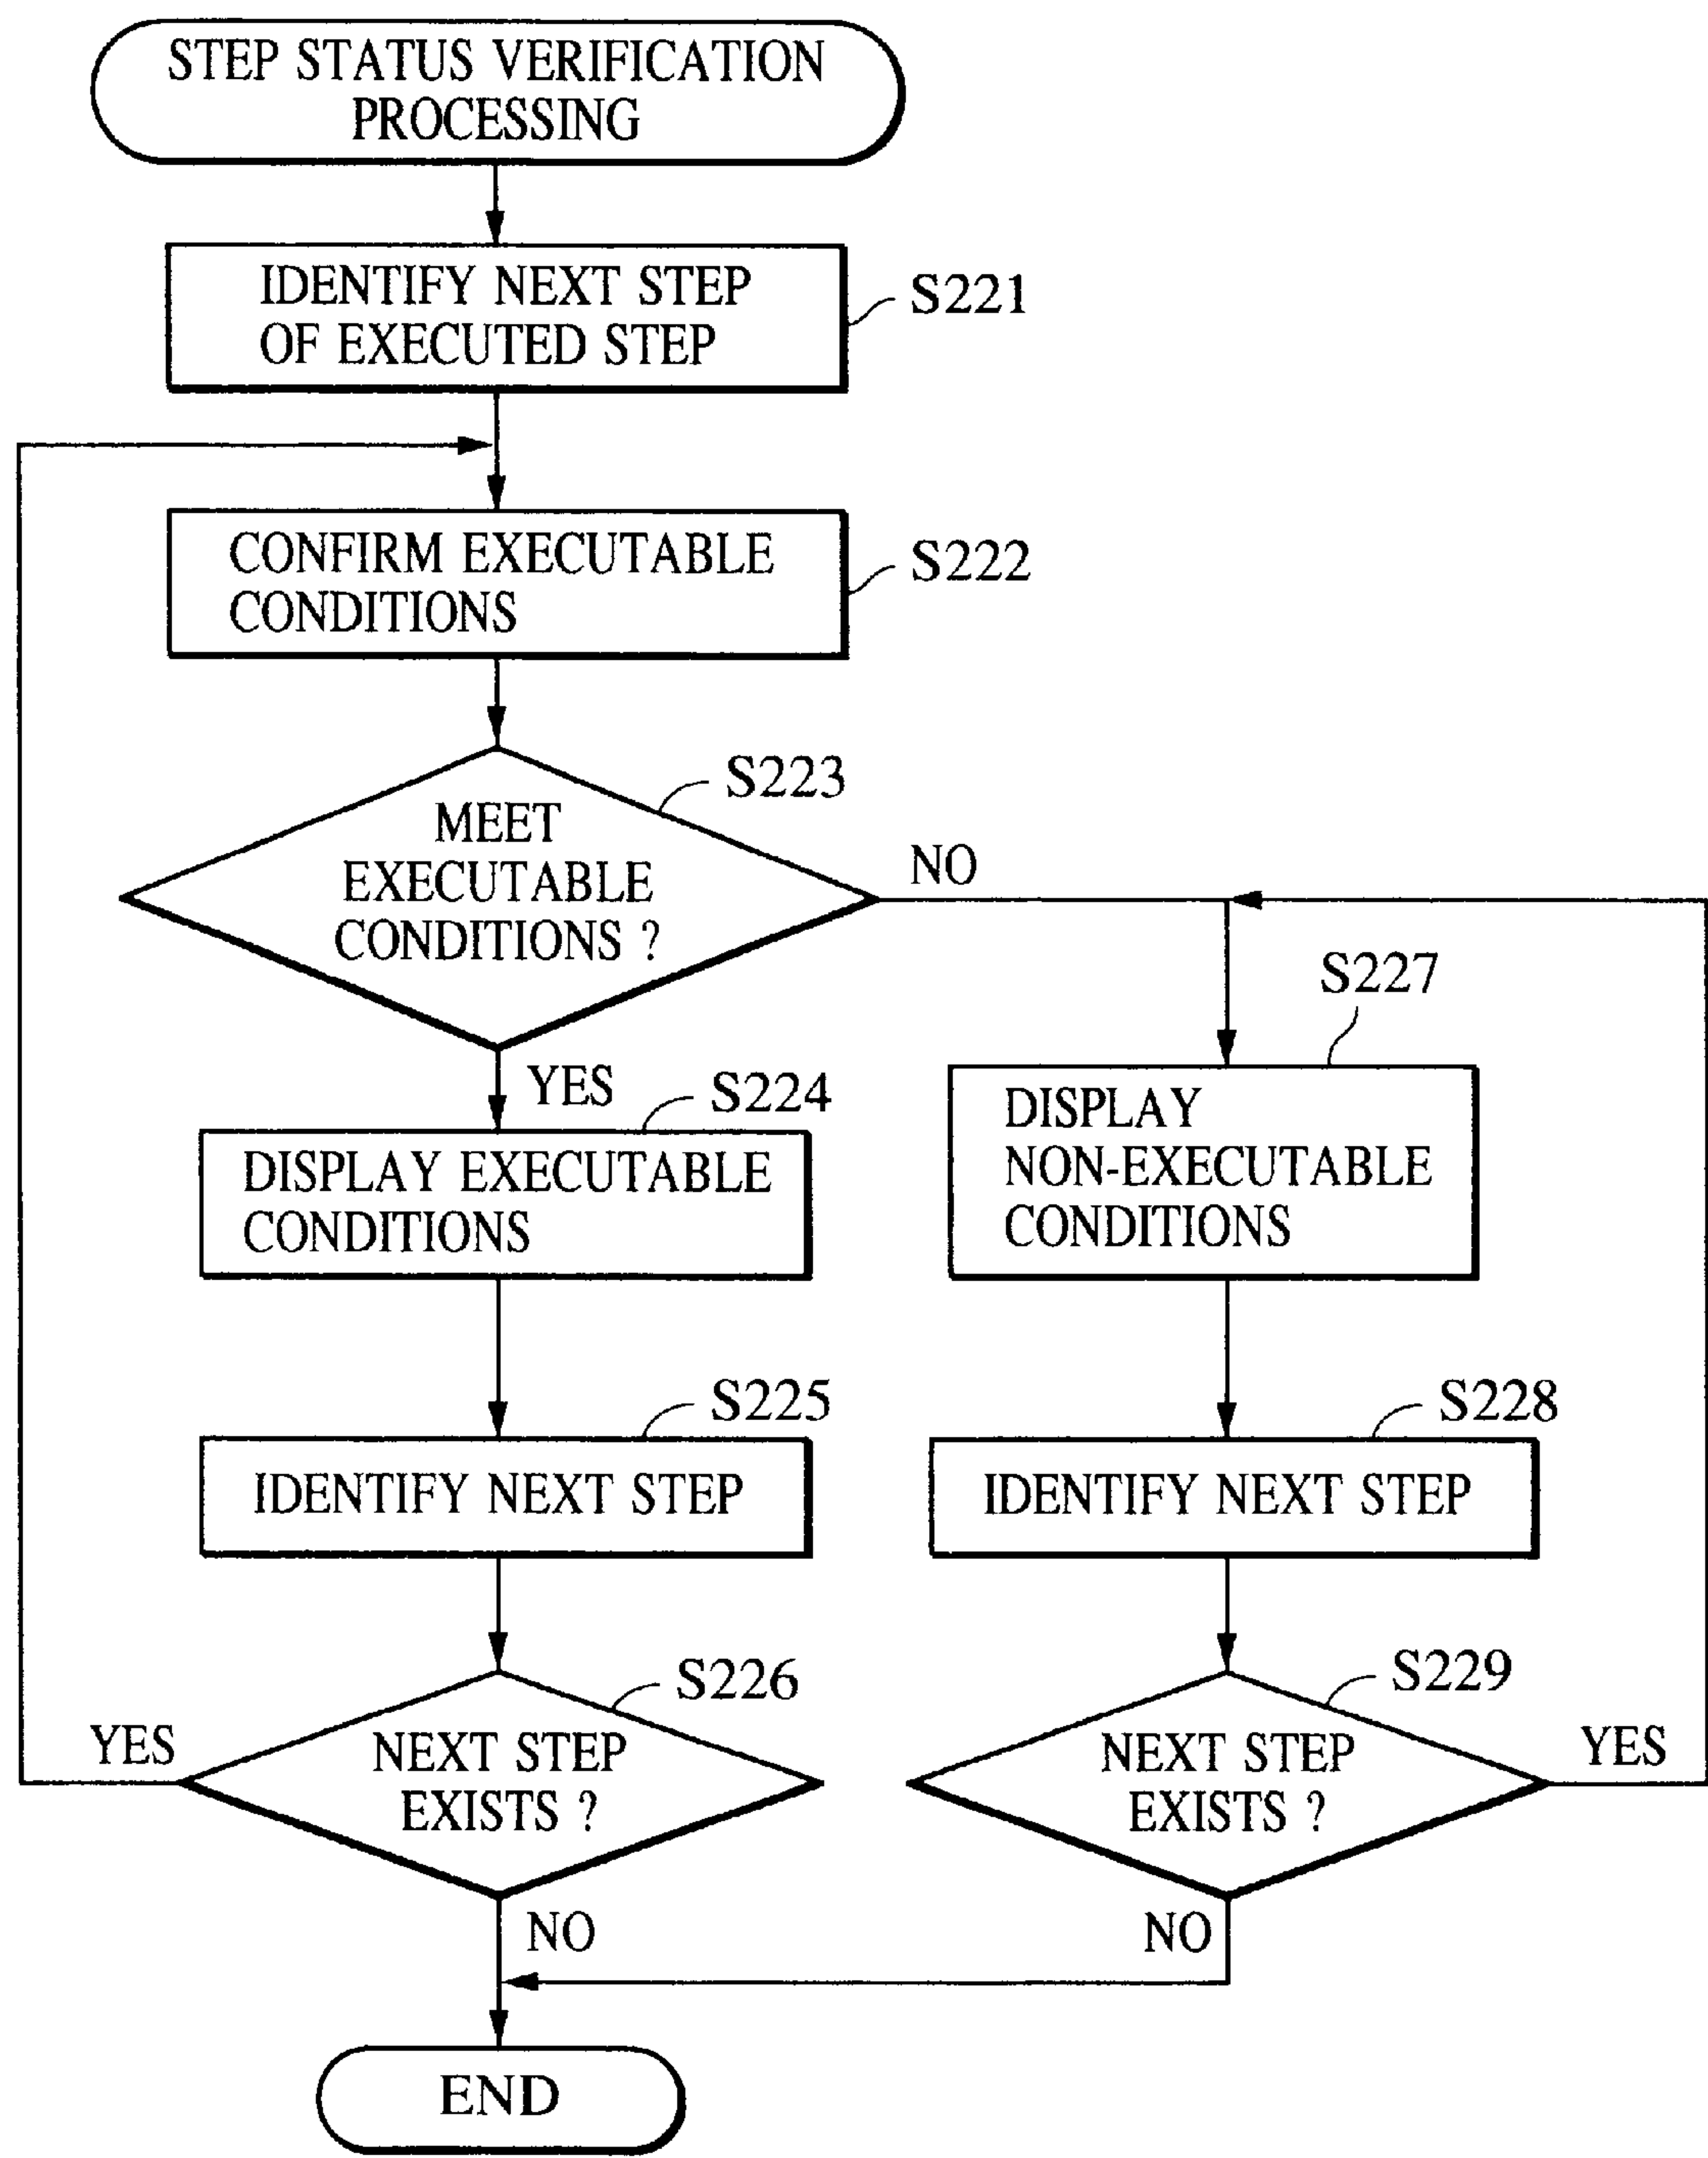 STEP STATUS VERIFICATION
PROCESSING
IDENTIFY NEXT STEP
OF EXECUTED STEP
S221
CONFIRM EXECUTABLE
CONDITIONS
S222
S223
MEET
EXECUTABLE
CONDITIONS ?
NO
YES
S224
DISPLAY EXECUTABLE
CONDITIONS
S227
DISPLAY
NON-EXECUTABLE
CONDITIONS
S225
IDENTIFY NEXT STEP
S228
IDENTIFY NEXT STEP
S226
YES
NEXT STEP
EXISTS ?
NO
S229
NEXT STEP
EXISTS ?
YES
NO
END